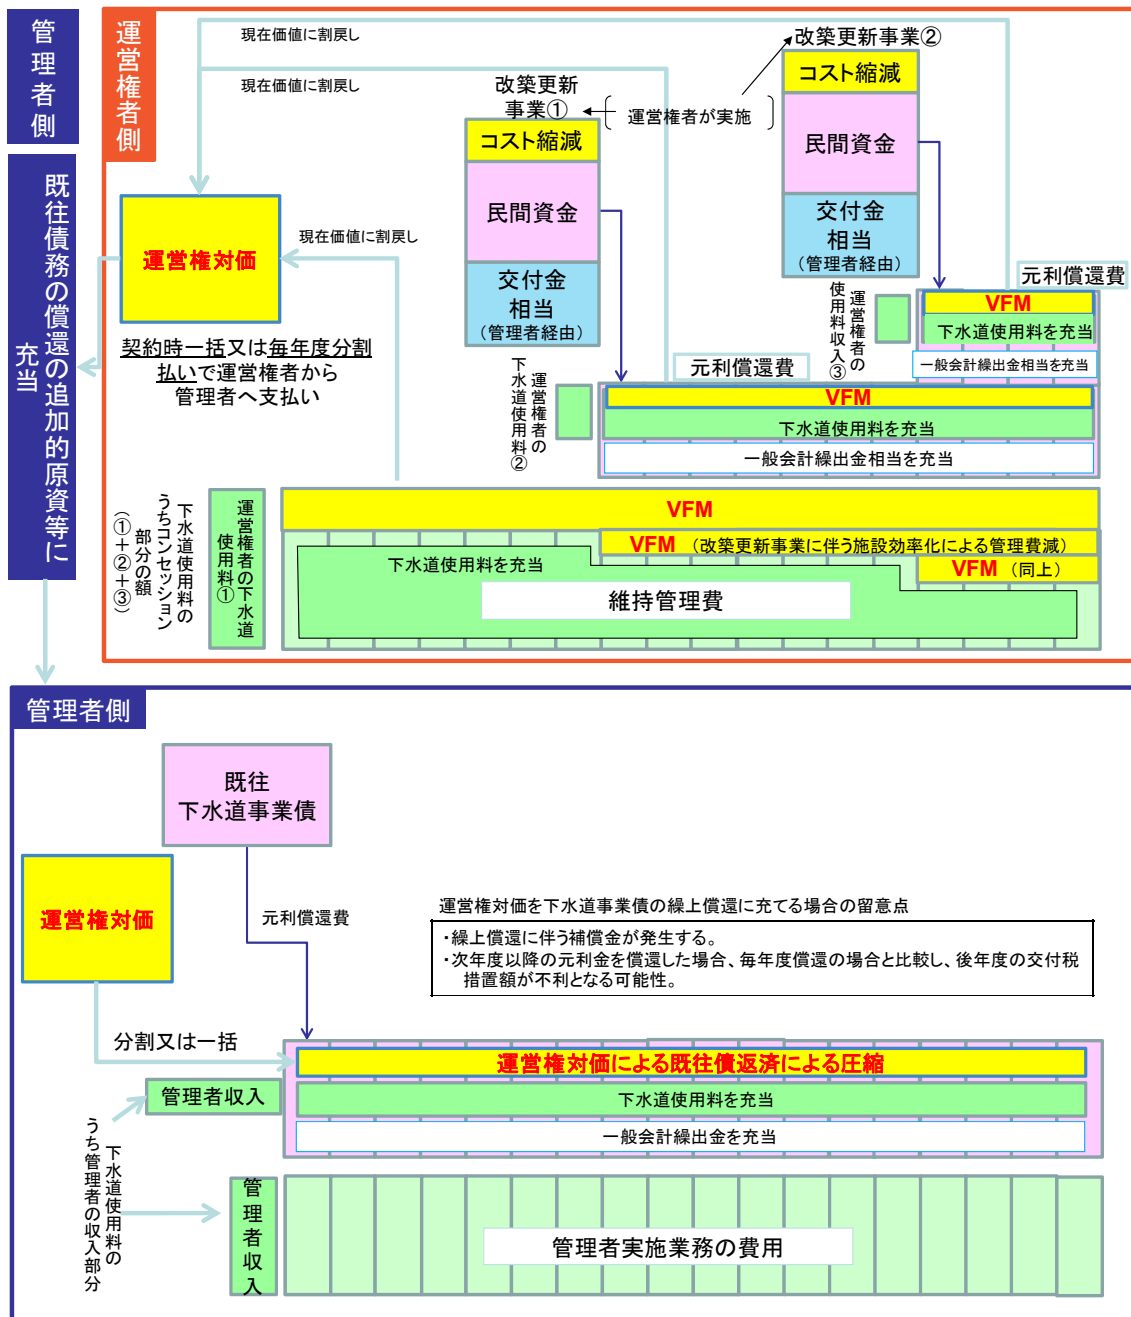 管理者側
運営権者側
既往債務の償還の追加的原資等に
充当
現在価値に割戻し
現在価値に割戻し
改築更新
事業①
改築更新事業②
運営権者が実施
コスト縮減
民間資金
交付金
相当
(管理者経由)
コスト縮減
民間資金
交付金
相当
(管理者経由)
運営権対価
現在価値に割戻し
契約時一括又は毎年度分割
払いで運営権者から
管理者へ支払い
運営権者の
使用料収入③
元利償還費
VFM
下水道使用料を充当
一般会計繰出金相当を充当
運営権者の
下水道使用料②
元利償還費
VFM
下水道使用料を充当
一般会計繰出金相当を充当
下水道使用料の
うちコンセッション
部分の額
(①+②+③)
運営権者の下水道
使用料①
VFM
VFM (改築更新事業に伴う施設効率化による管理費減)
VFM (同上)
下水道使用料を充当
維持管理費
管理者側
既往
下水道事業債
運営権対価
元利償還費
運営権対価を下水道事業債の繰上償還に充てる場合の留意点
・繰上償還に伴う補償金が発生する。
・次年度以降の元利金を償還した場合、毎年度償還の場合と比較し、後年度の交付税
措置額が不利となる可能性。
分割又は一括
運営権対価による既往債返済による圧縮
管理者収入
下水道使用料を充当
一般会計繰出金を充当
下水道使用料の
うち管理者の収入部分
管理者収入
管理者実施業務の費用